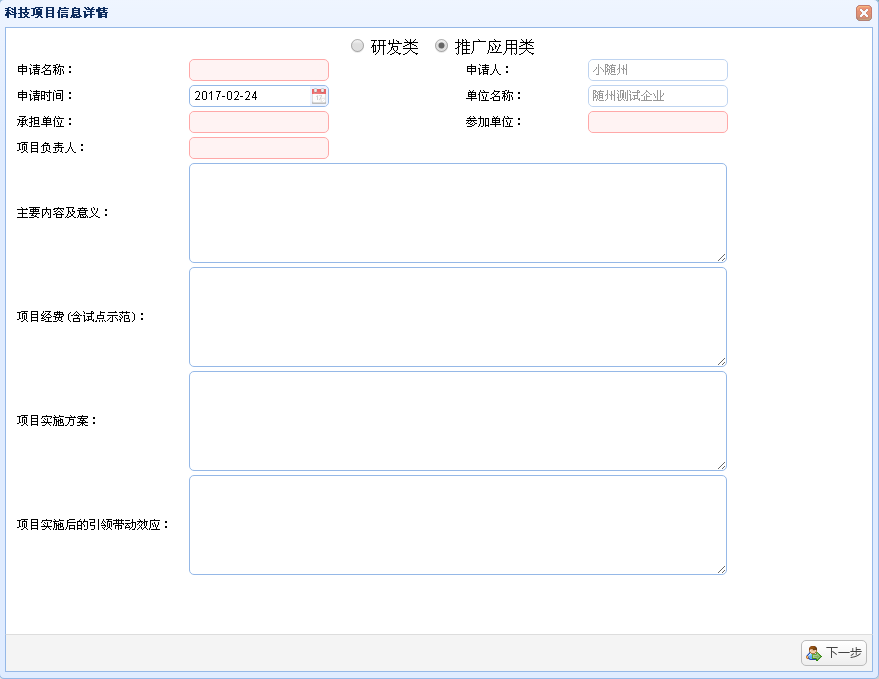 科技项目信息详情
研发类 推广应用类
申请名称： 申请人： 小随州
申请时间： 2017-02-24 单位名称： 随州测试企业
承担单位： 参加单位：
项目负责人：
主要内容及意义：
项目经费(含试点示范)：
项目实施方案：
项目实施后的引领带动效应：
下一步